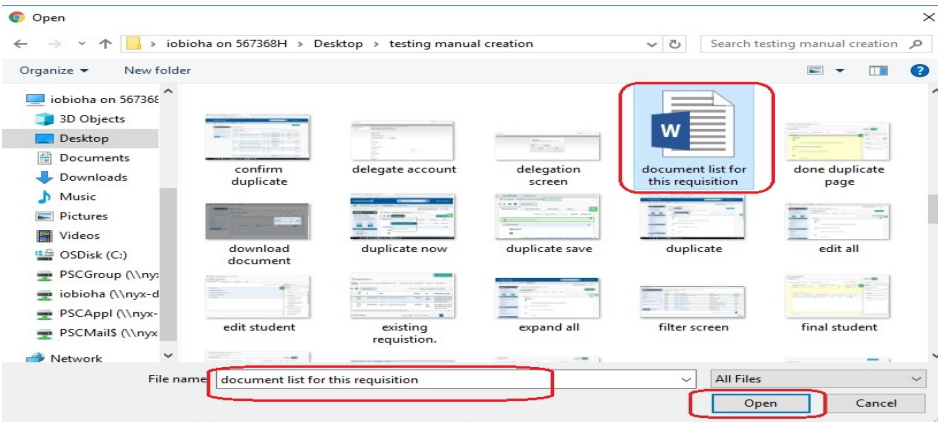 Open
iobioha on 567368H > Desktop > testing manual creation
Search testing manual creation
Organize
New folder
iobioha on 567368
3D Objects
Desktop
Documents
Downloads
Music
Pictures
Videos
OSDisk (C:)
PSCGroup (\\ny
iobioha (\\nyx-d
PSCAppl (\\nyx-
PSCMail$ (\\nyx
Network
confirm
duplicate
delegate account
delegation
screen
W
document list for
this requisition
done duplicate
page
download
document
duplicate now
duplicate save
duplicate
edit all
edit student
existing
requistion.
expand all
filter screen
final student
File name
document list for this requisition
All Files
Open
Cancel